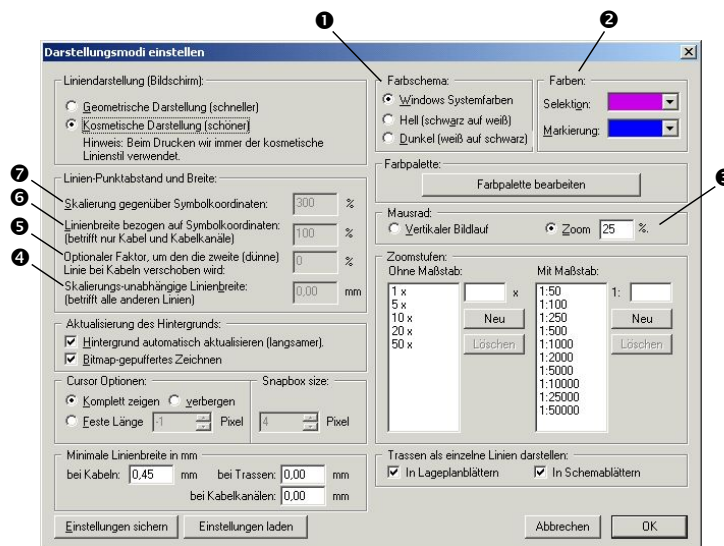 ❶
❷
Darstellungsmodi einstellen
Liniendarstellung (Bildschirm):
Geometrische Darstellung (schneller)
Kosmetische Darstellung (schöner)
Hinweis: Beim Drucken wir immer der kosmetische
Linienstil verwendet.
Farbschema:
Windows Systemfarben
Hell (schwarz auf weiß)
Dunkel (weiß auf schwarz)
Farben:
Selektion:
Markierung:
Farbpalette:
Farbpalette bearbeiten
❼
❻
❺
❹
Linien-Punktabstand und Breite:
Skalierung gegenüber Symbolkoordinaten: 300 %
Linienbreite bezogen auf Symbolkoordinaten: 100 %
(betrifft nur Kabel und Kabelkanäle)
Optionaler Faktor, um den die zweite (dünne) 0 %
Linie bei Kabeln verschoben wird:
Skalierungs-unabhängige Linienbreite: 0,00 mm
(betrifft alle anderen Linien)
❸
Mausrad:
Vertikaler Bildlauf Zoom 25 %.
Zoomstufen:
Ohne Maßstab:
1 x
5 x
10 x
20 x
50 x
x
Neu
Löschen
Mit Maßstab:
1:50
1:100
1:250
1:500
1:1000
1:2000
1:5000
1:10000
1:25000
1:50000
1:
Neu
Löschen
Aktualisierung des Hintergrunds:
Hintergrund automatisch aktualisieren (langsamer).
Bitmap-gepuffertes Zeichnen
Cursor Optionen:
Komplett zeigen verbergen
Feste Länge -1 Pixel
Snapbox size:
4 Pixel
Minimale Linienbreite in mm
bei Kabeln: 0,45 mm bei Trassen: 0,00 mm
bei Kabelkanälen: 0,00 mm
Trassen als einzelne Linien darstellen:
In Lageplanblättern In Schemablättern
Einstellungen sichern Einstellungen laden Abbrechen OK